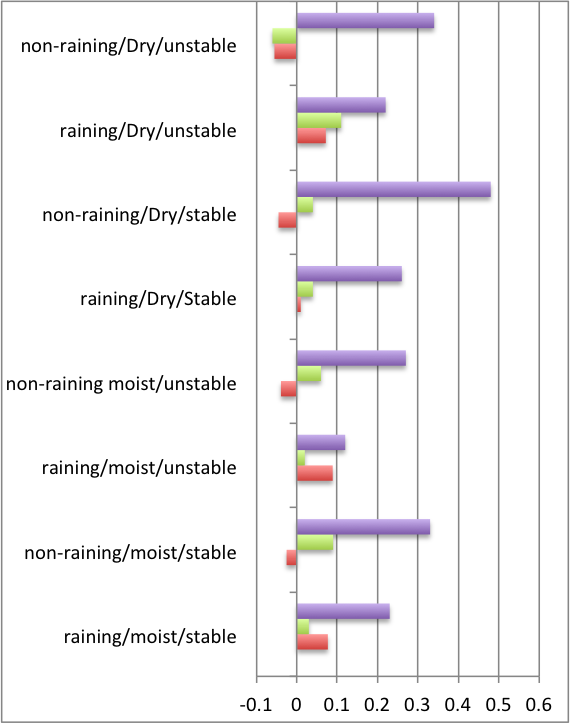 non-raining/Dry/unstable
raining/Dry/unstable
non-raining/Dry/stable
raining/Dry/Stable
non-raining moist/unstable
raining/moist/unstable
non-raining/moist/stable
raining/moist/stable
-0.1 0 0.1 0.2 0.3 0.4 0.5 0.6